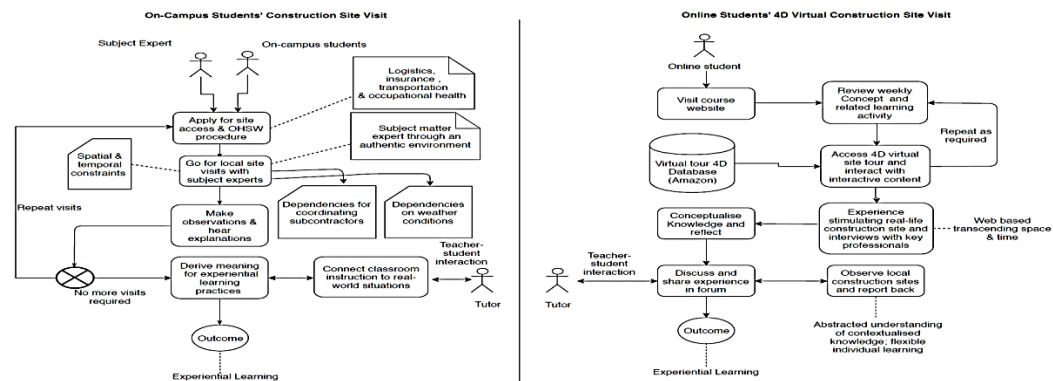 On-Campus Students' Construction Site Visit
Subject Expert
On-campus students
Logistics,
insurance ,
transportation
& occupational health
Apply for site
access & OHSW
procedure
Subject matter
expert through an
authentic environment
Spatial &
temporal
constraints
Go for local site
visits with
subject experts
Repeat visits
Dependencies for
coordinating
subcontractors
Dependencies
on weather
conditions
Make
observations &
hear
explanations
Teacher-
student
interaction
Derive meaning
for experiential
learning
practices
Connect classroom
instruction to real-
world situations
No more visits
required
Tutor
Outcome
Experiential Learning
Online Students' 4D Virtual Construction Site Visit
Online student
Visit course
website
Review weekly
Concept and
related learning
activity
Repeat as
required
Virtual tour 4D
Database
(Amazon)
Access 4D virtual
site tour and
interact with
interactive content
Conceptualise
Knowledge and
reflect
Experience
stimulating real-life
construction site and
interviews with key
professionals
Web based
transcending space
& time
Teacher-
student
interaction
Tutor
Discuss and
share experience
in forum
Observe local
construction sites
and report back
Abstracted understanding
of contextualised
knowledge; flexible
individual learning
Outcome
Experiential Learning